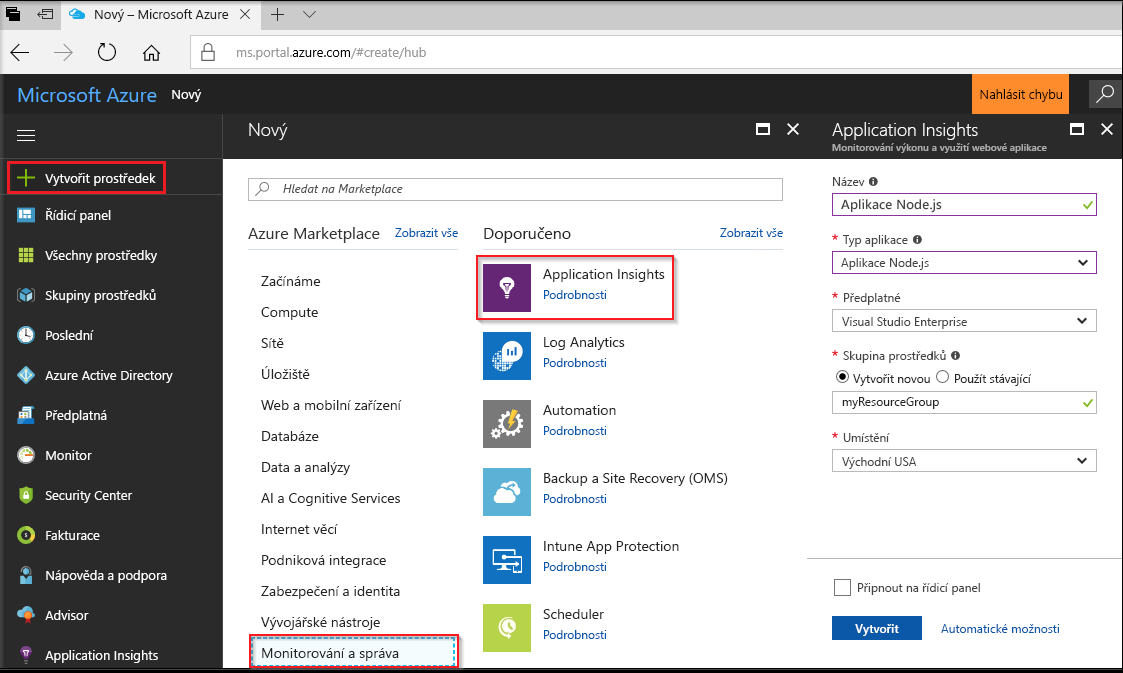 Nový – Microsoft Azure
ms.portal.azure.com/#create/hub
Microsoft Azure Nový
Nahlásit chybu
Vytvořit prostředek
Řídicí panel
Všechny prostředky
Skupiny prostředků
Poslední
Azure Active Directory
Předplatná
Monitor
Security Center
Fakturace
Nápověda a podpora
Advisor
Application Insights
Nový
Hledat na Marketplace
Azure Marketplace Zobrazit vše
Začínáme
Compute
Sítě
Úložiště
Web a mobilní zařízení
Databáze
Data a analýzy
AI a Cognitive Services
Internet věcí
Podniková integrace
Zabezpečení a identita
Vývojářské nástroje
Monitorování a správa
Doporučeno Zobrazit vše
Application Insights
Podrobnosti
Log Analytics
Podrobnosti
Automation
Podrobnosti
Backup a Site Recovery (OMS)
Podrobnosti
Intune App Protection
Podrobnosti
Scheduler
Podrobnosti
Application Insights
Monitorování výkonu a využití webové aplikace
Název
Aplikace Node.js
* Typ aplikace
Aplikace Node.js
* Předplatné
Visual Studio Enterprise
* Skupina prostředků
Vytvořit novou Použít stávající
myResourceGroup
* Umístění
Východní USA
Připnout na řídicí panel
Vytvořit Automatické možnosti